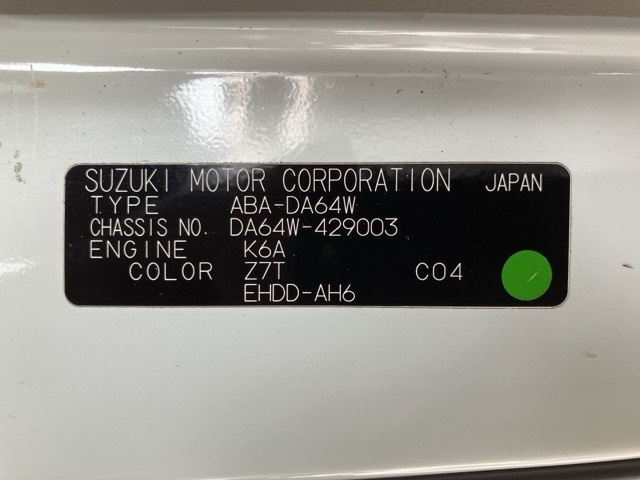 SUZUKI MOTOR CORPORATION JAPAN
TYPE ABA-DA64W
CHASSIS NO. DA64W-429003
ENGINE K6A
COLOR Z7T C04
EHDD-AH6